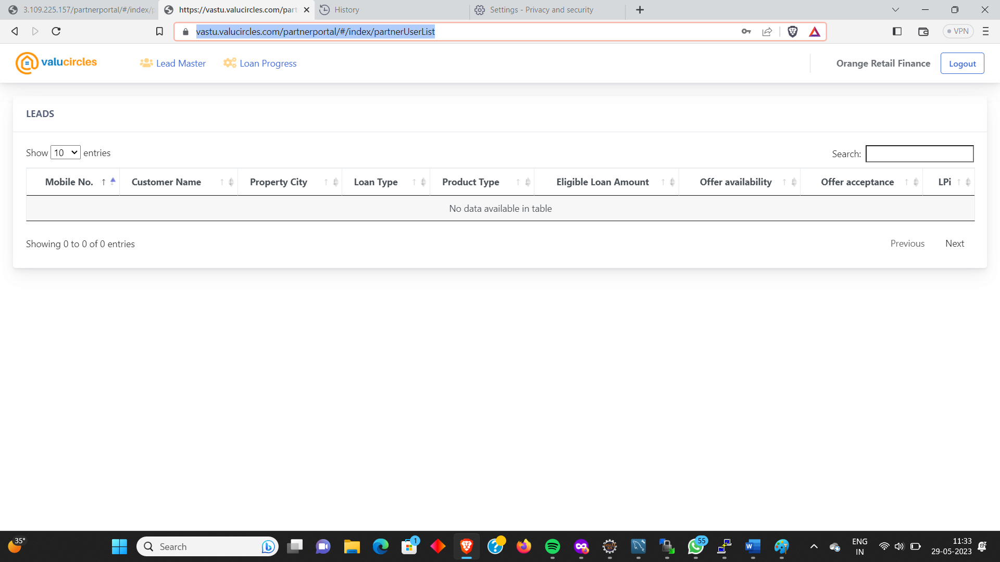 3.109.225.157/partnerportal/#/index/p
https://vastu.valucircles.com/part
History
Settings - Privacy and security
vastu.valucircles.com/partnerportal/#/index/partnerUserList
VPN
valucircles
Lead Master
Loan Progress
Orange Retail Finance
Logout
LEADS
Show 10 entries
Search:
Mobile No. Customer Name Property City Loan Type Product Type Eligible Loan Amount Offer availability Offer acceptance LPi
No data available in table
Showing 0 to 0 of 0 entries
Previous Next
35°
Search
1
55
ENG
IN
11:33
29-05-2023